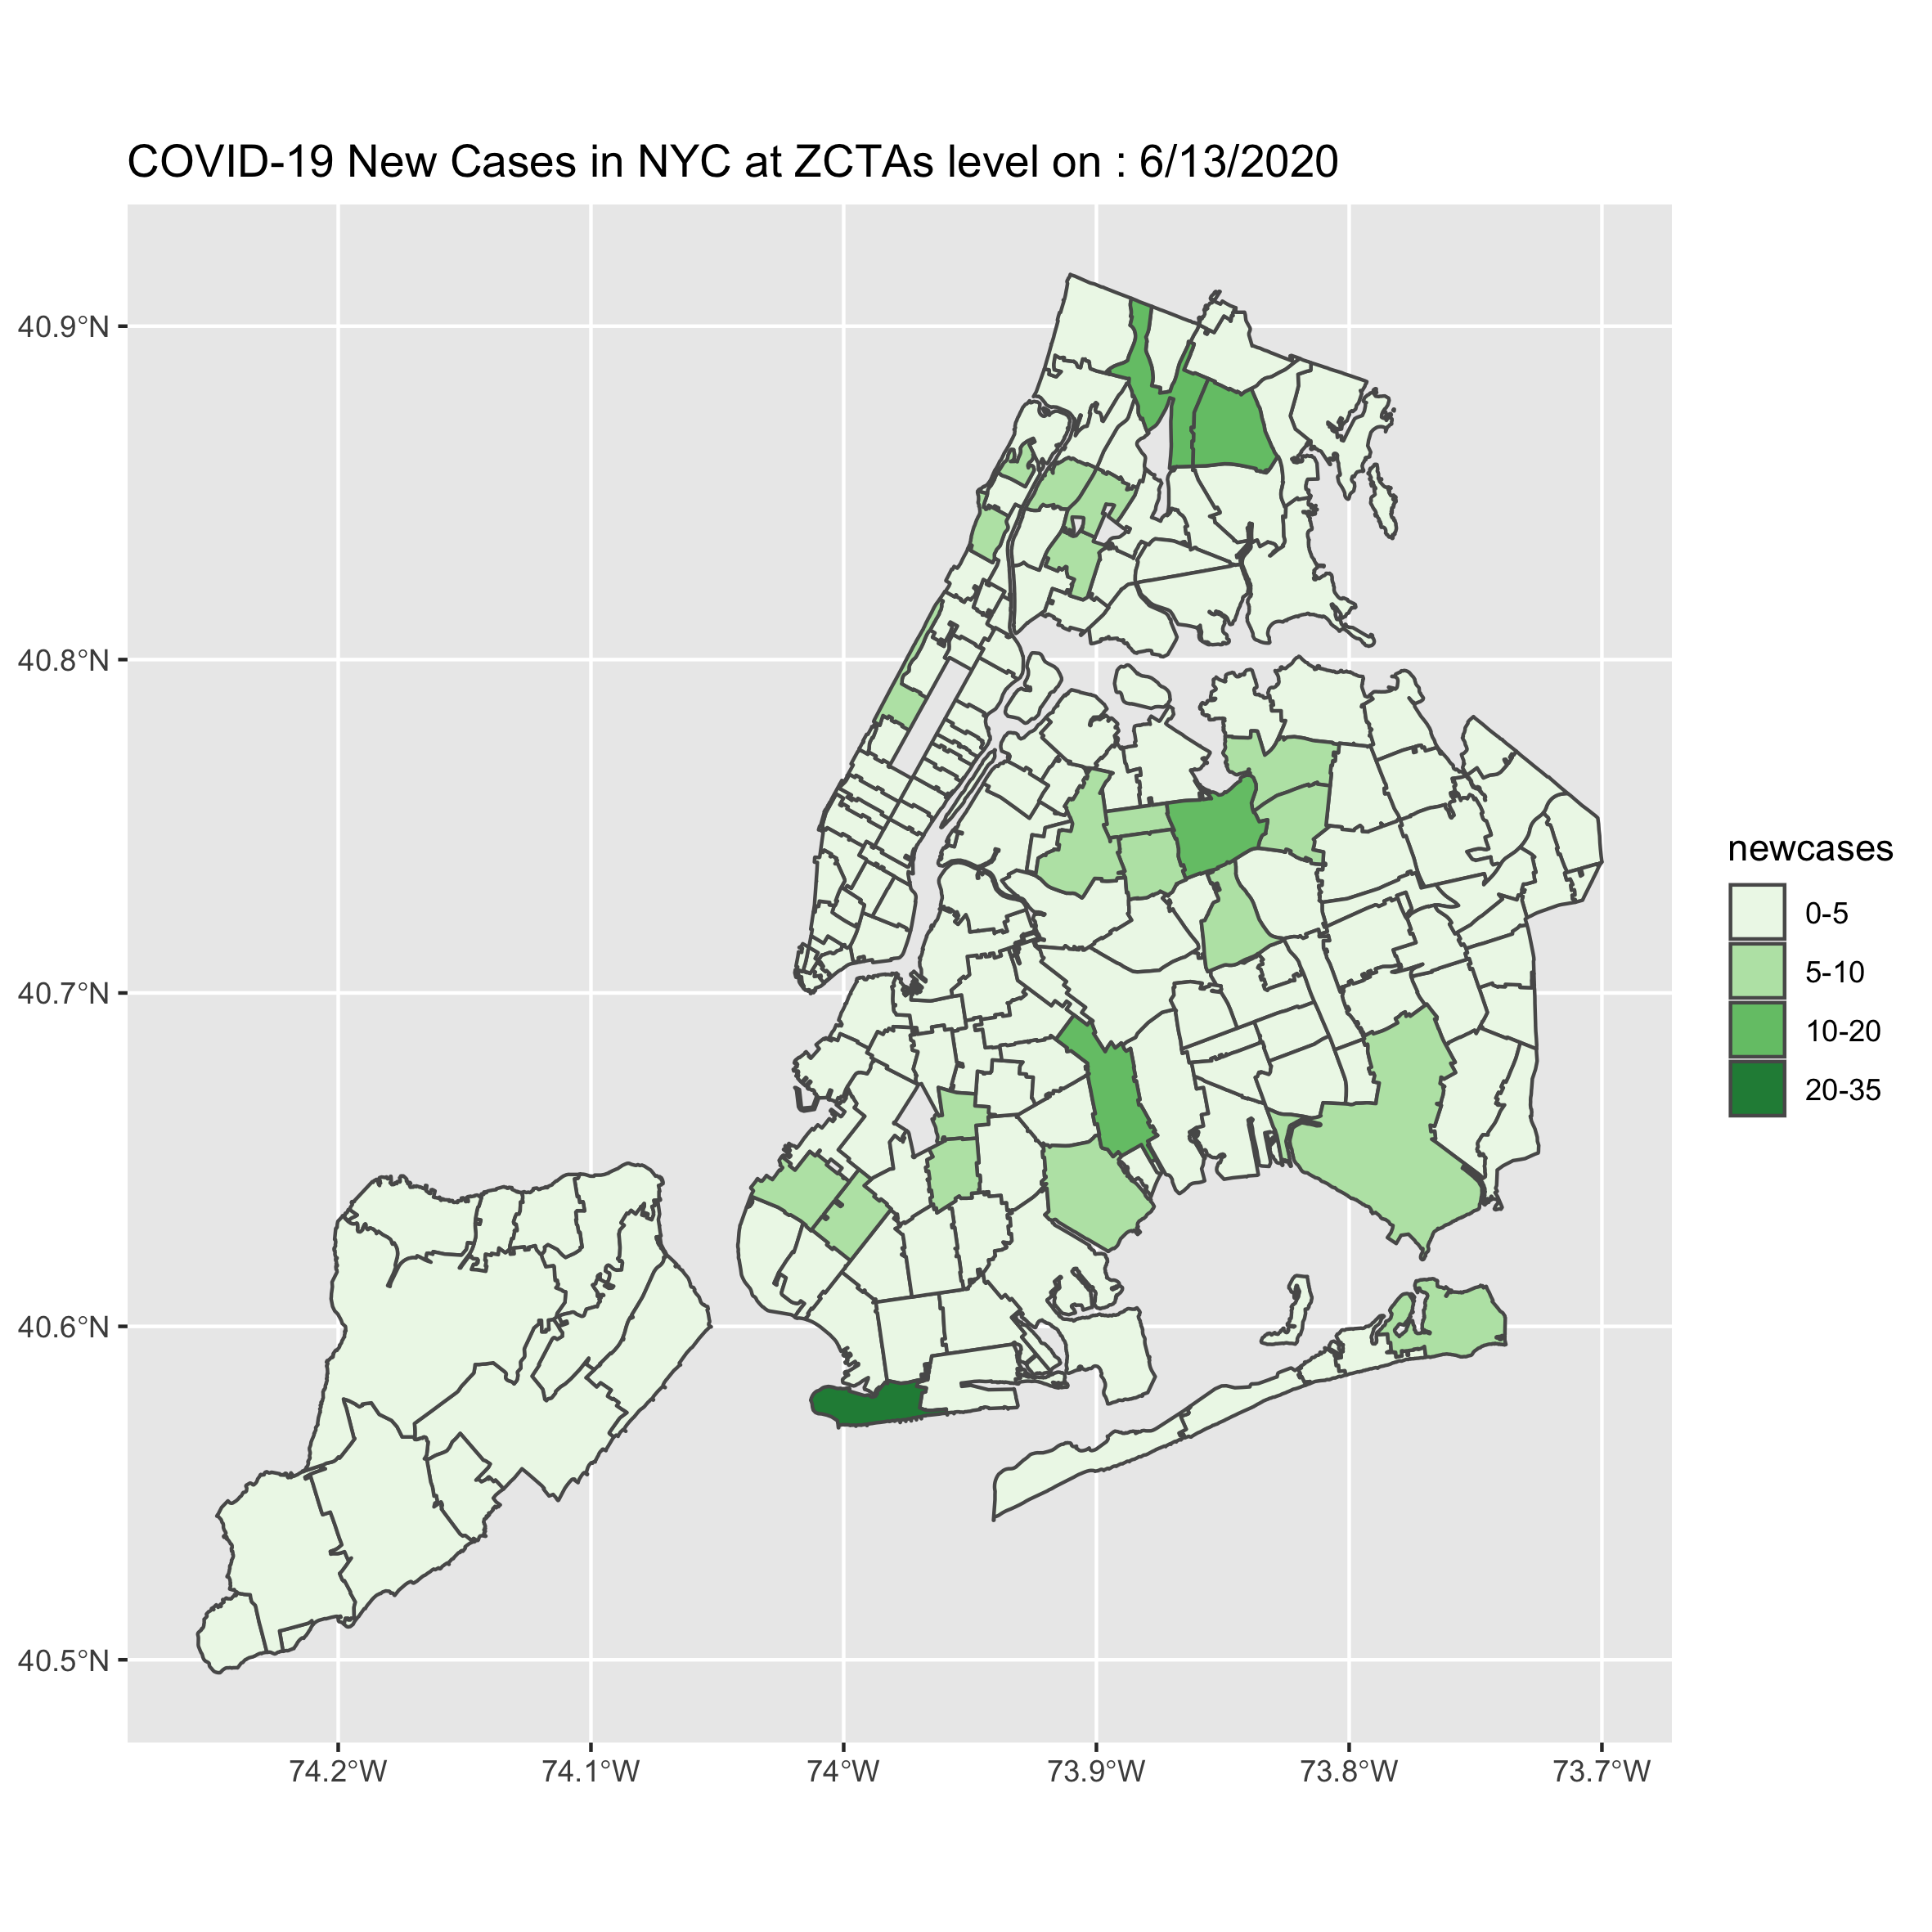 COVID-19 New Cases in NYC at ZCTAs level on : 6/13/2020
40.9°N
40.8°N
40.7°N
40.6°N
40.5°N
74.2°W
74.1°W
74°W
73.9°W
73.8°W
73.7°W
newcases
0-5
5-10
10-20
20-35